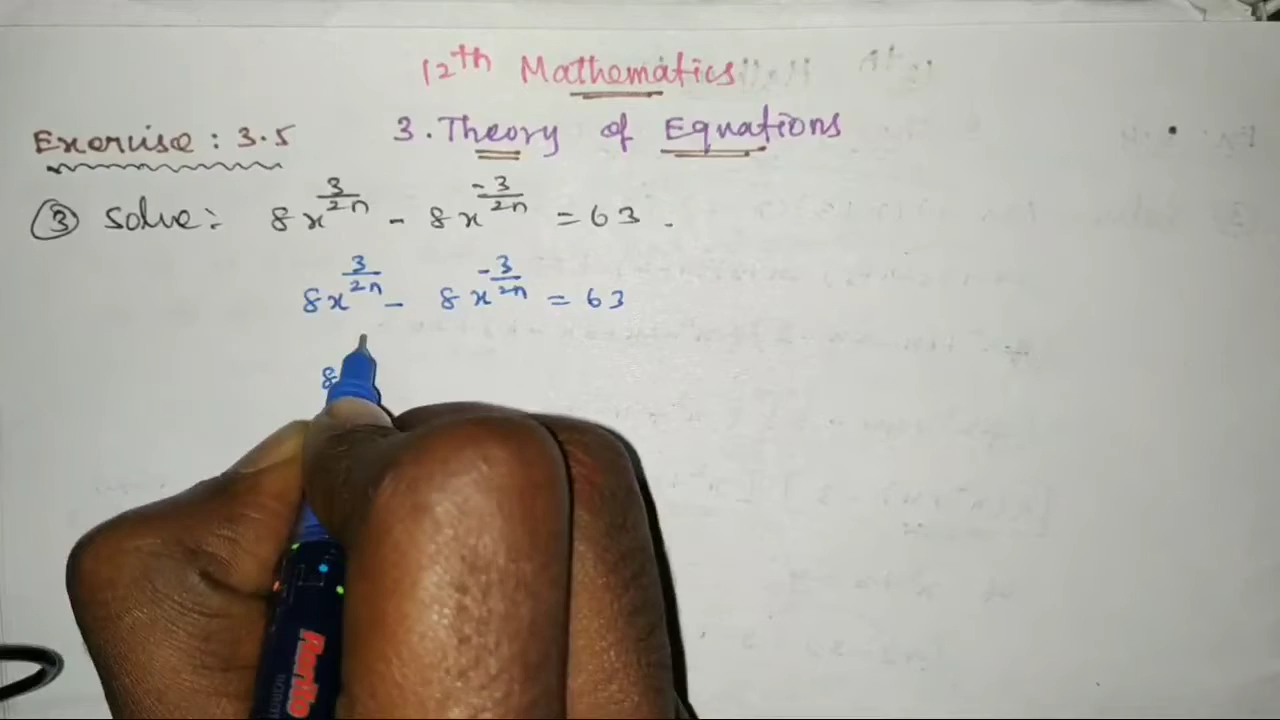 12th Mathematics
Exercise : 3.5
3. Theory of Equations
③ Solve: 8x^(3/2n) - 8x^(-3/2n) = 63.
8x^(3/2n) - 8x^(-3/2n) = 63
8